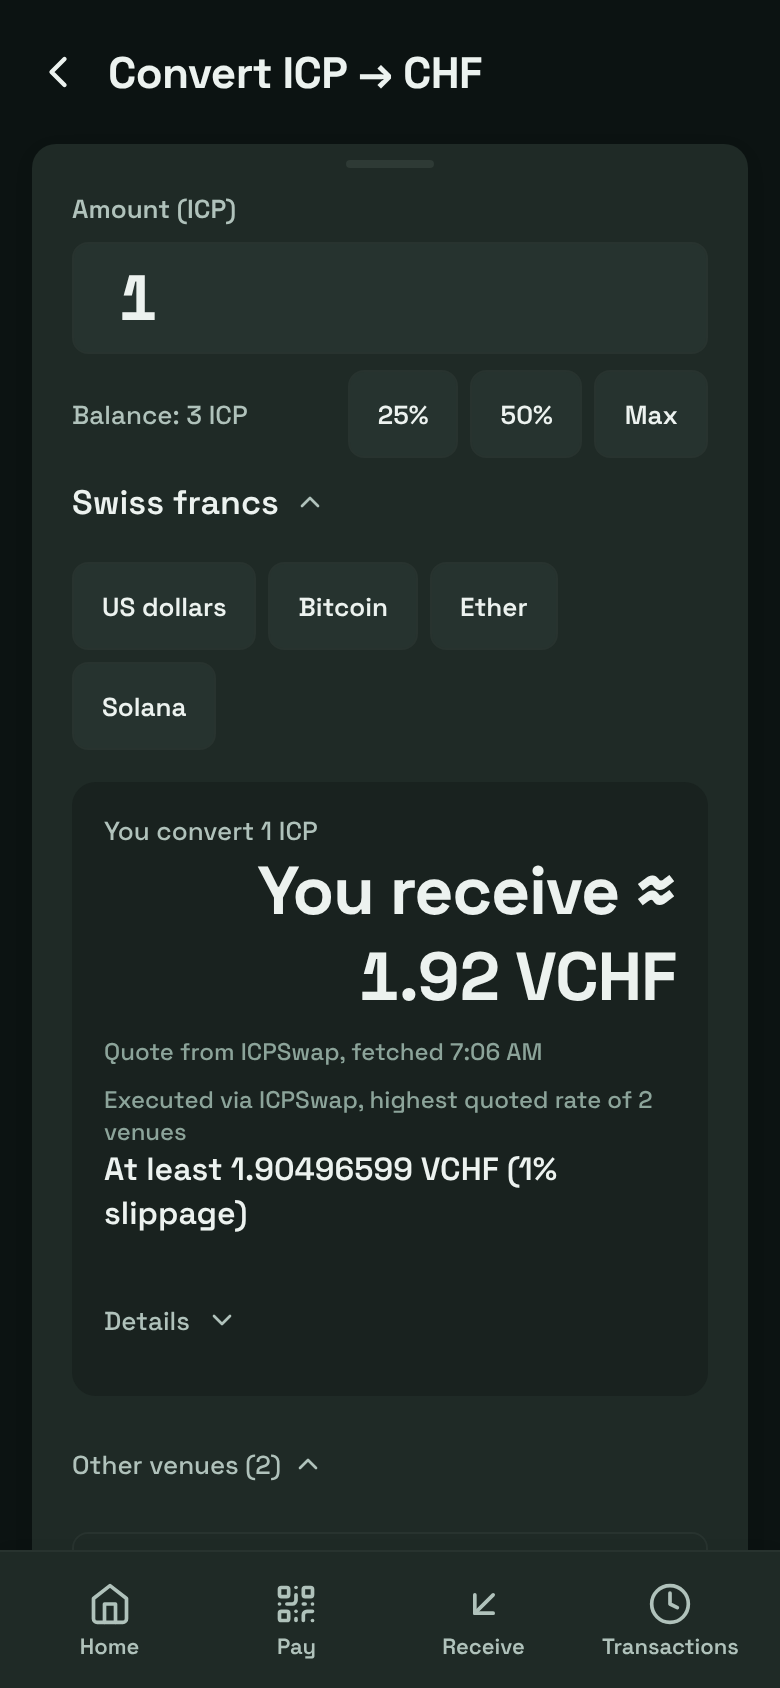 Convert ICP → CHF
Amount (ICP)
1
Balance: 3 ICP
25%
50%
Max
Swiss francs
US dollars
Bitcoin
Ether
Solana
You convert 1 ICP
You receive ≈
1.92 VCHF
Quote from ICPSwap, fetched 7:06 AM
Executed via ICPSwap, highest quoted rate of 2
venues
At least 1.90496599 VCHF (1%
slippage)
Details
Other venues (2)
Home
Pay
Receive
Transactions